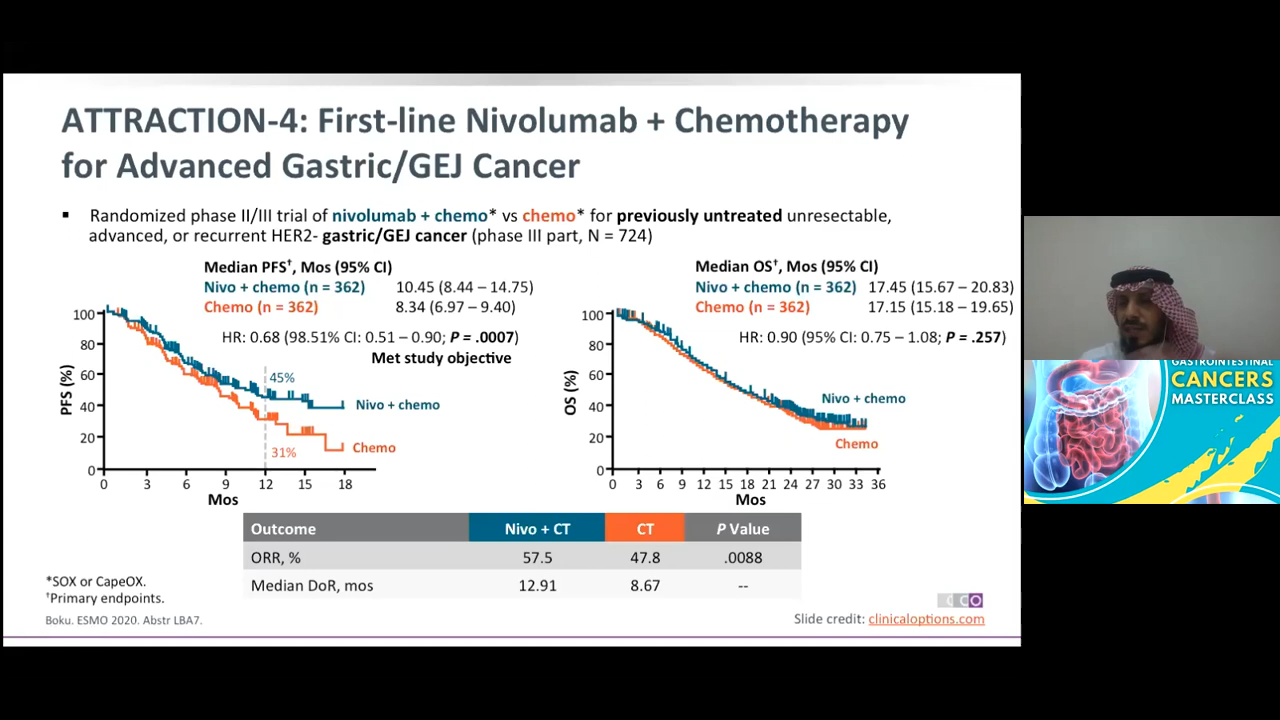 ATTRACTION-4: First-line Nivolumab + Chemotherapy
for Advanced Gastric/GEJ Cancer
▪ Randomized phase II/III trial of nivolumab + chemo* vs chemo* for previously untreated unresectable,
advanced, or recurrent HER2- gastric/GEJ cancer (phase III part, N = 724)
Median PFS†, Mos (95% CI)
Nivo + chemo (n = 362) 10.45 (8.44 – 14.75)
Chemo (n = 362) 8.34 (6.97 – 9.40)
HR: 0.68 (98.51% CI: 0.51 – 0.90; P = .0007)
Met study objective
PFS (%)
100
80
60
40
20
0
45%
31%
Nivo + chemo
Chemo
0 3 6 9 12 15 18
Mos
Median OS†, Mos (95% CI)
Nivo + chemo (n = 362) 17.45 (15.67 – 20.83)
Chemo (n = 362) 17.15 (15.18 – 19.65)
HR: 0.90 (95% CI: 0.75 – 1.08; P = .257)
OS (%)
100
80
60
40
20
0
Nivo + chemo
Chemo
0 3 6 9 12 15 18 21 24 27 30 33 36
Mos
Outcome Nivo + CT CT P Value
ORR, % 57.5 47.8 .0088
Median DoR, mos 12.91 8.67 --
*SOX or CapeOX.
†Primary endpoints.
Boku. ESMO 2020. Abstr LBA7.
CCO
Slide credit: clinicaloptions.com
GASTROINTESTINAL
CANCERS
MASTERCLASS